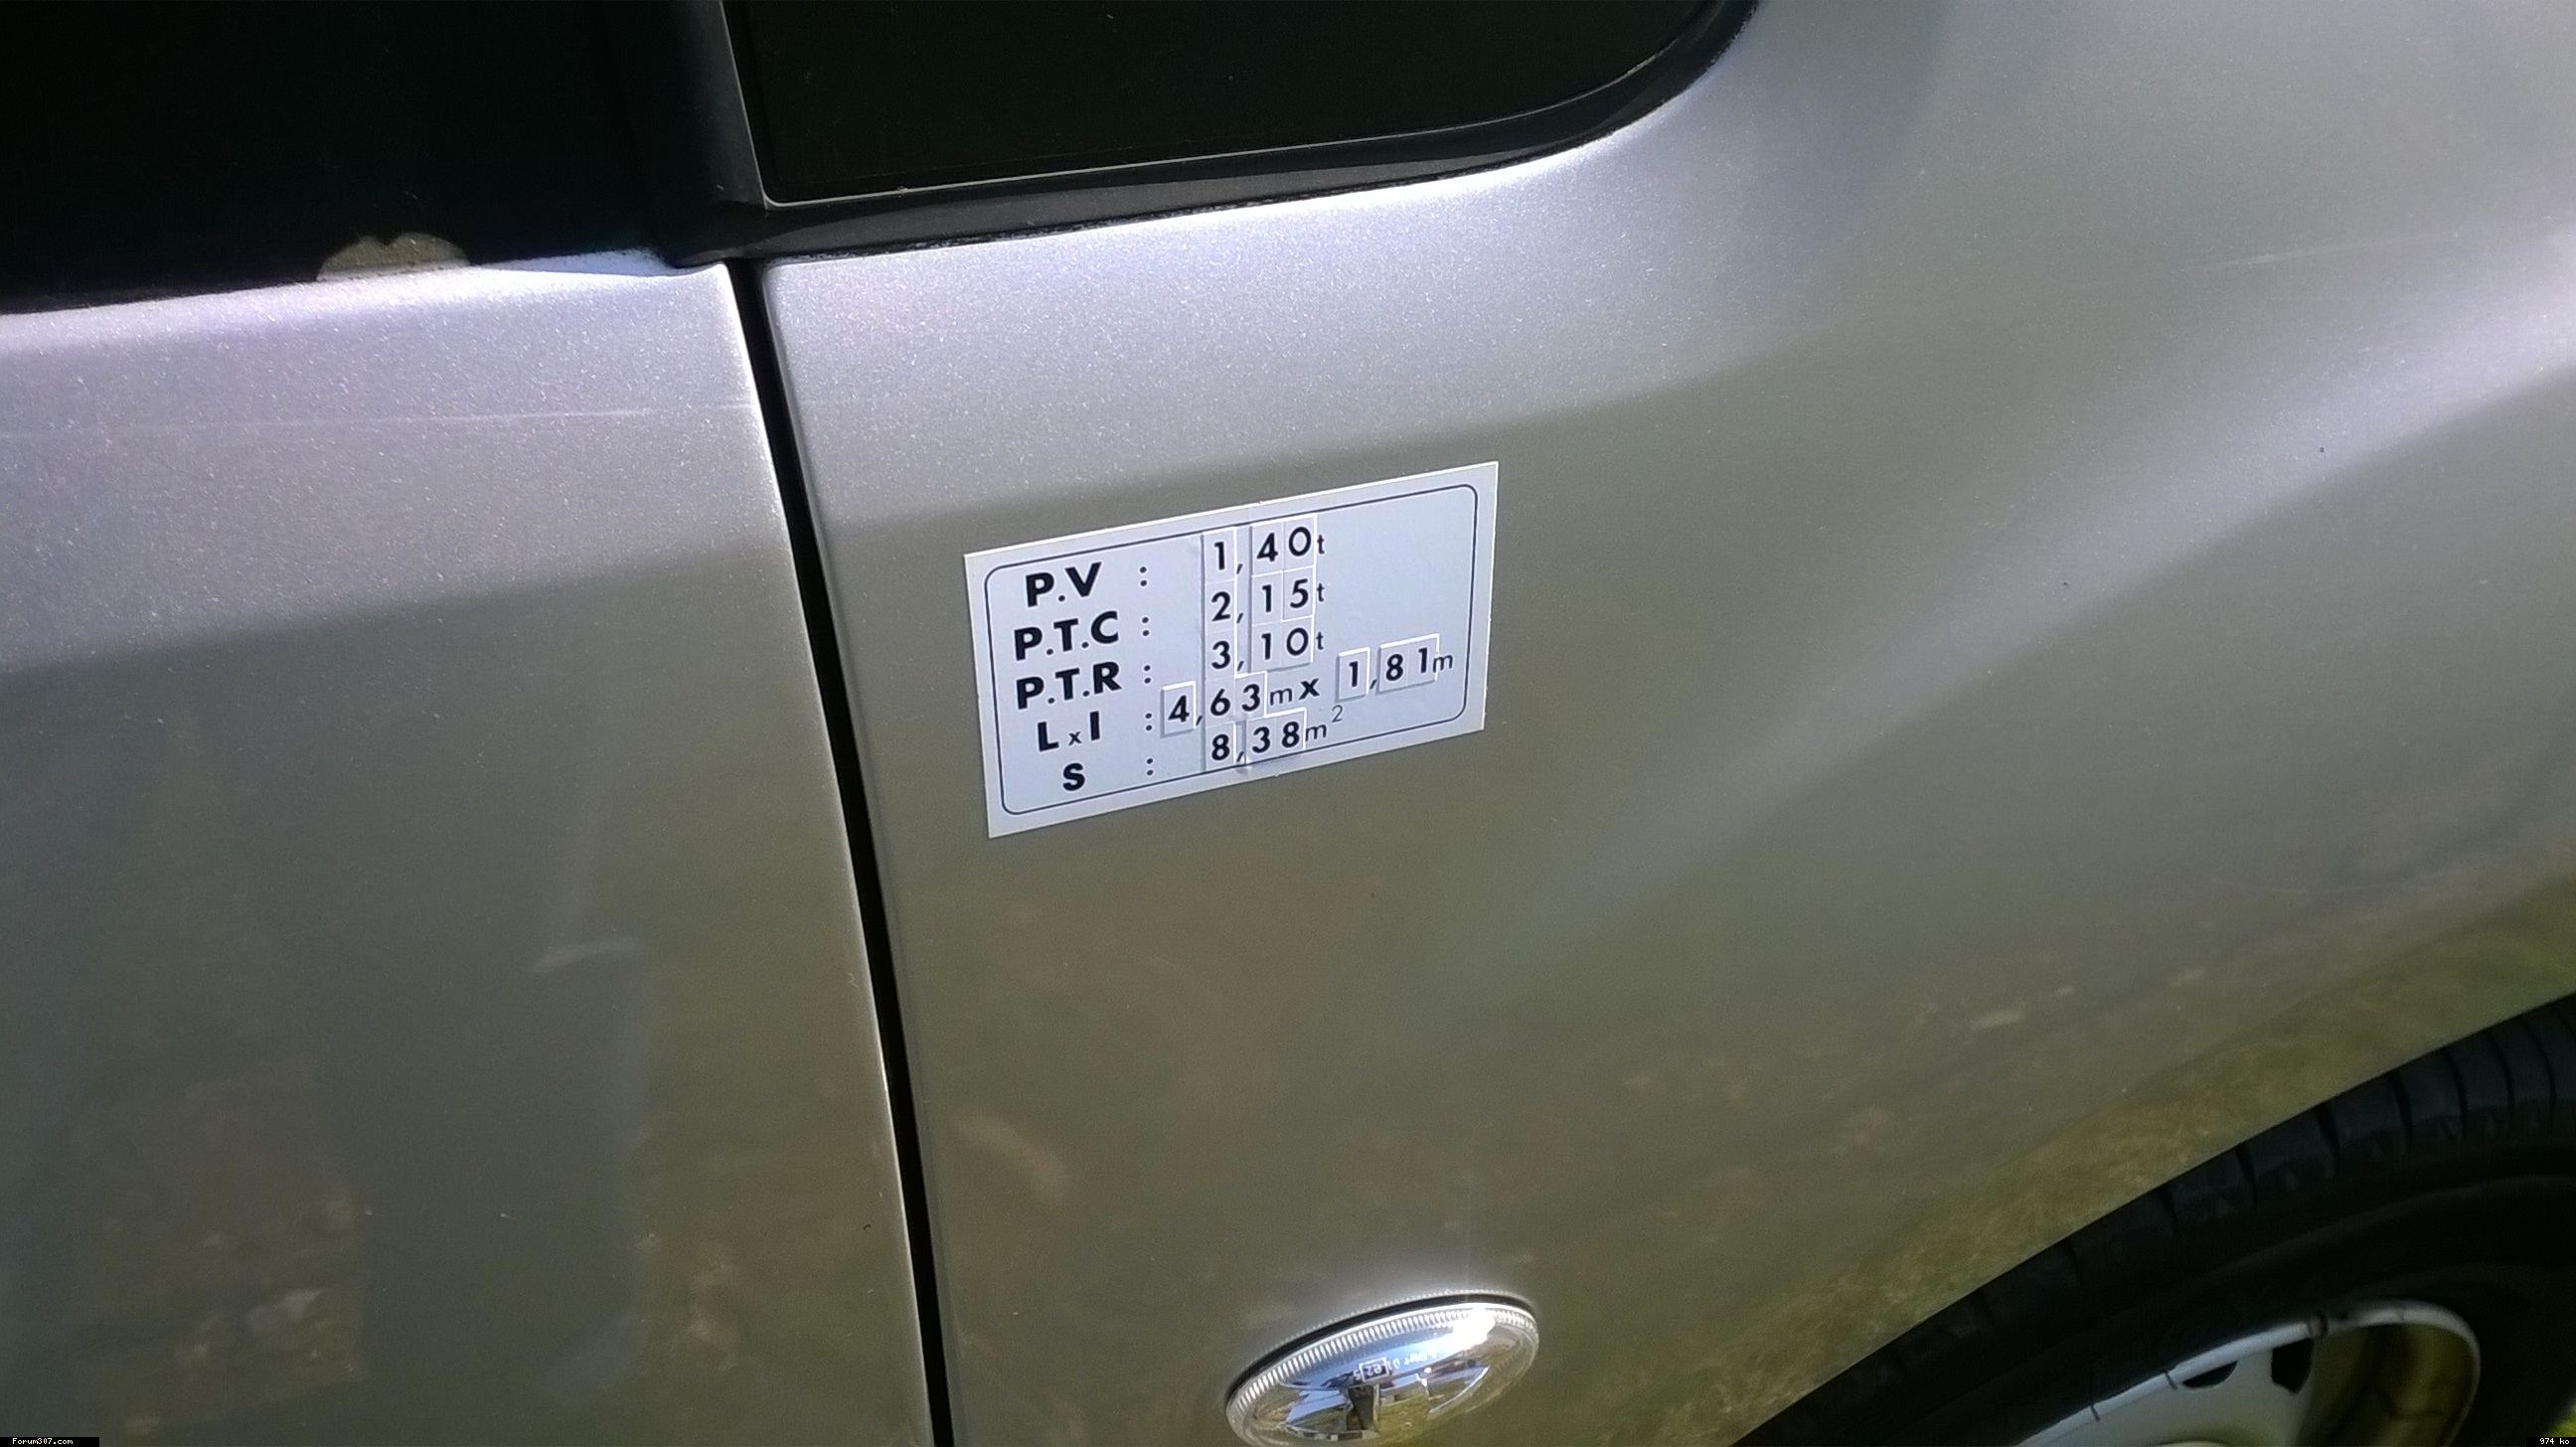 P.V : 1,40t
P.T.C : 2,15t
P.T.R : 3,10t
L x l : 4,63m x 1,81m
S : 8,38m²
Forum307.com
974 ko